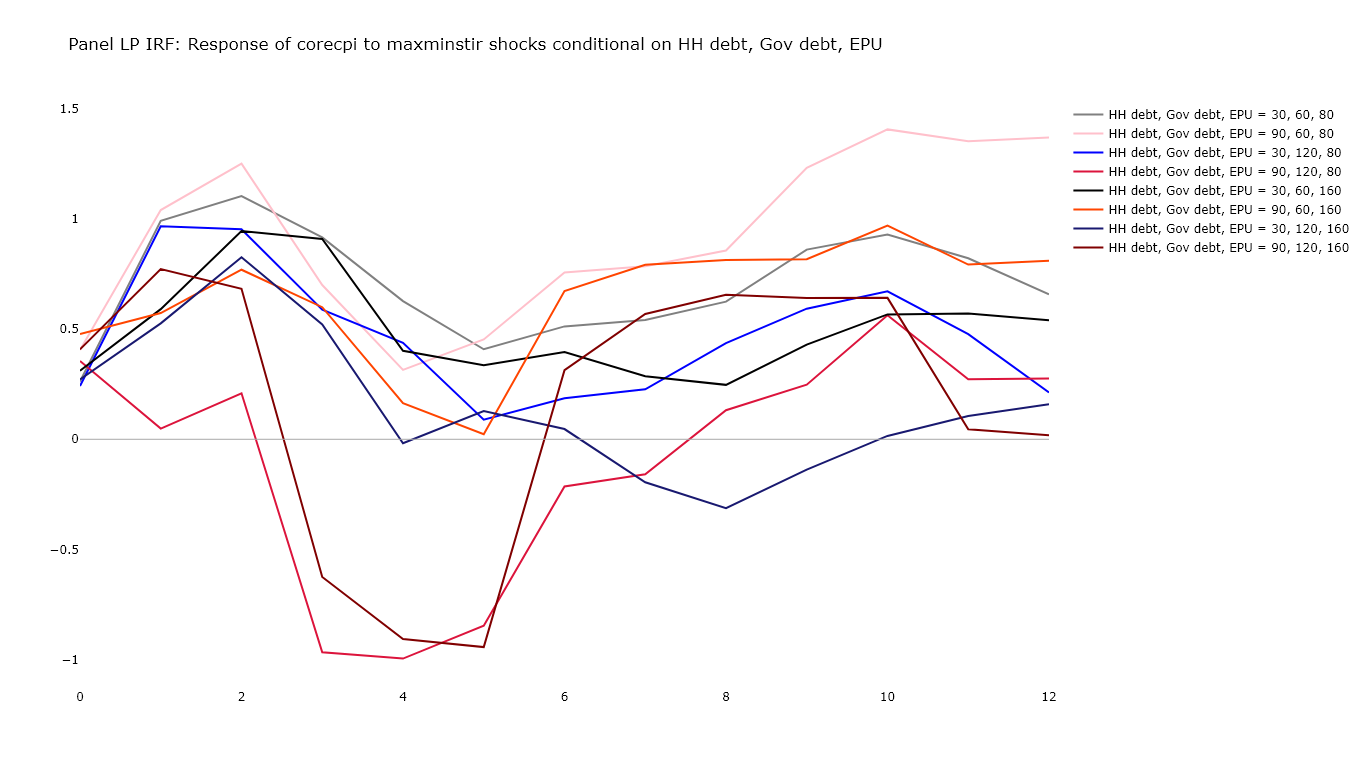 Panel LP IRF: Response of corecpi to maxminstir shocks conditional on HH debt, Gov debt, EPU
1.5
1
0.5
0
−0.5
−1
0 2 4 6 8 10 12
HH debt, Gov debt, EPU = 30, 60, 80
HH debt, Gov debt, EPU = 90, 60, 80
HH debt, Gov debt, EPU = 30, 120, 80
HH debt, Gov debt, EPU = 90, 120, 80
HH debt, Gov debt, EPU = 30, 60, 160
HH debt, Gov debt, EPU = 90, 60, 160
HH debt, Gov debt, EPU = 30, 120, 160
HH debt, Gov debt, EPU = 90, 120, 160